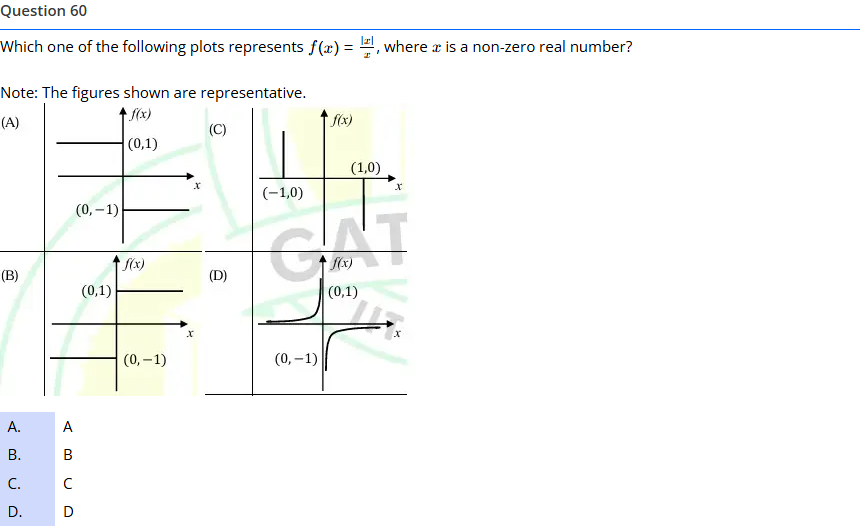 Question 60
Which one of the following plots represents f(x) = |x|/x, where x is a non-zero real number?
Note: The figures shown are representative.
(A)
f(x)
(0,1)
x
(0,−1)
(C)
f(x)
(1,0)
x
(−1,0)
(B)
f(x)
(0,1)
x
(0,−1)
(D)
f(x)
(0,1)
x
(0,−1)
GAT
IIT
A. A
B. B
C. C
D. D